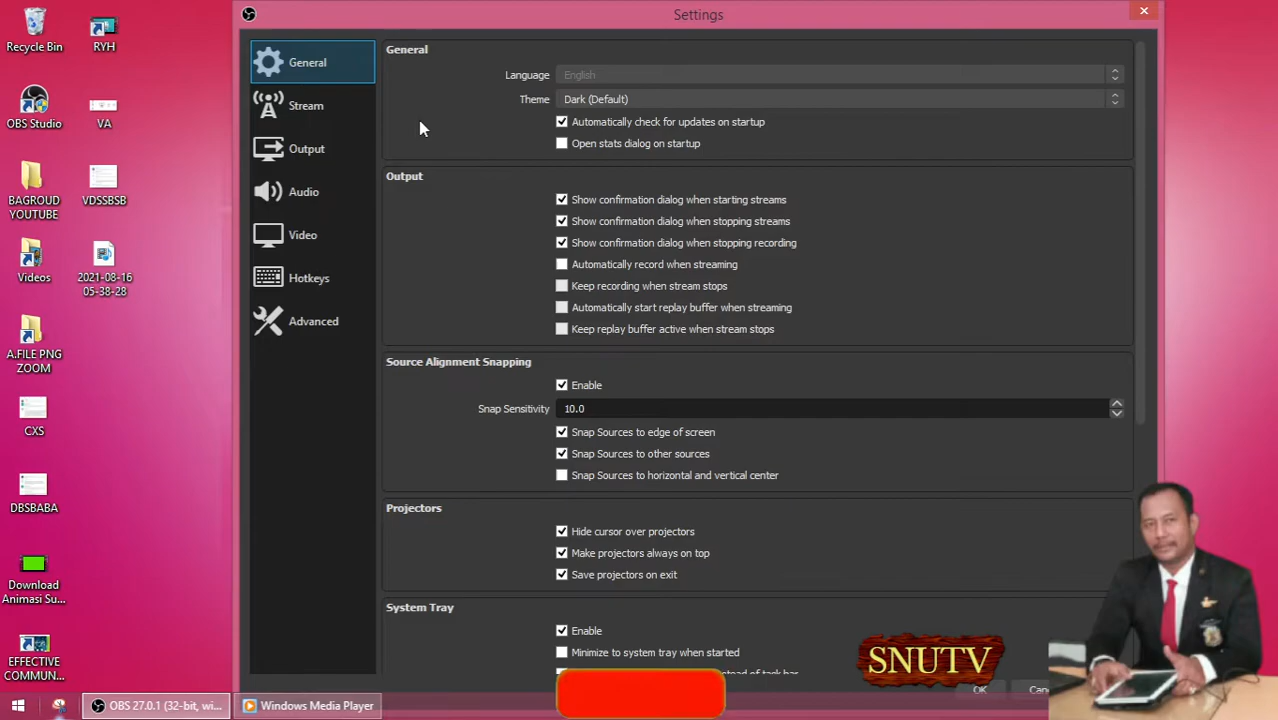 Settings
Recycle Bin
RYH
OBS Studio
VA
BAGROUD
YOUTUBE
VDSSBSB
Videos
2021-08-16
05-38-28
A.FILE PNG
ZOOM
CXS
DBSBABA
Download
Animasi Su...
EFFECTIVE
COMMUN...
General
Stream
Output
Audio
Video
Hotkeys
Advanced
General
Language English
Theme Dark (Default)
Automatically check for updates on startup
Open stats dialog on startup
Output
Show confirmation dialog when starting streams
Show confirmation dialog when stopping streams
Show confirmation dialog when stopping recording
Automatically record when streaming
Keep recording when stream stops
Automatically start replay buffer when streaming
Keep replay buffer active when stream stops
Source Alignment Snapping
Enable
Snap Sensitivity 10.0
Snap Sources to edge of screen
Snap Sources to other sources
Snap Sources to horizontal and vertical center
Projectors
Hide cursor over projectors
Make projectors always on top
Save projectors on exit
System Tray
Enable
Minimize to system tray when started
SNUTV
OK
OBS 27.0.1 (32-bit, wi...
Windows Media Player